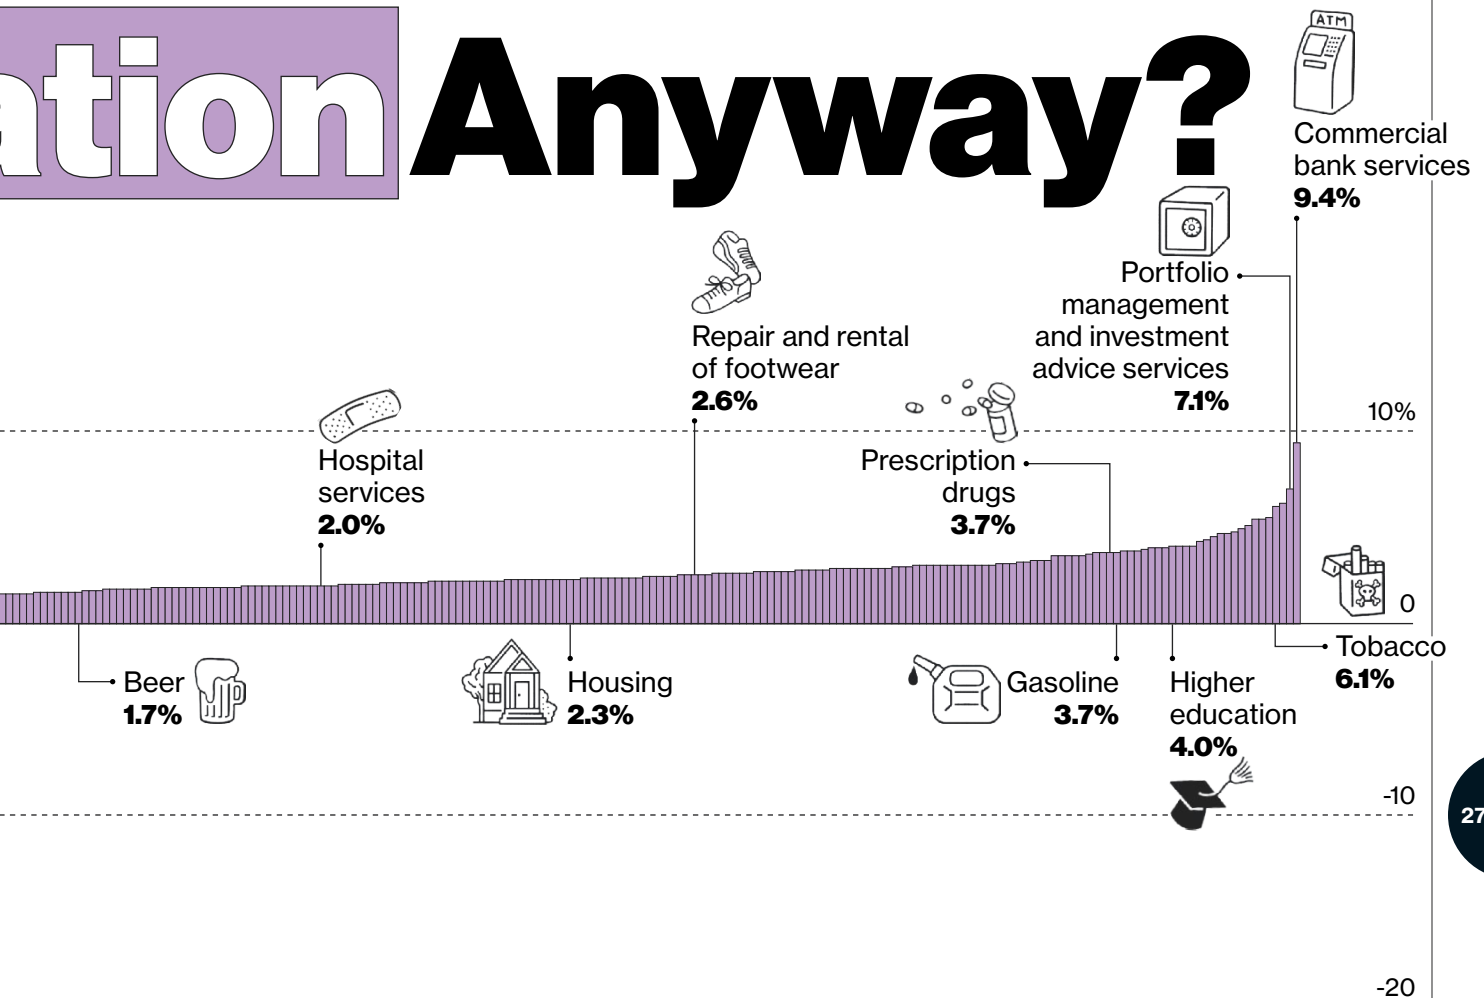 ation Anyway?
ATM
Commercial
bank services
9.4%
Portfolio
management
and investment
advice services
7.1%
Repair and rental
of footwear
2.6%
10%
Hospital
services
2.0%
Prescription
drugs
3.7%
0
Beer
1.7%
Housing
2.3%
Gasoline
3.7%
Higher
education
4.0%
Tobacco
6.1%
-10
27
-20